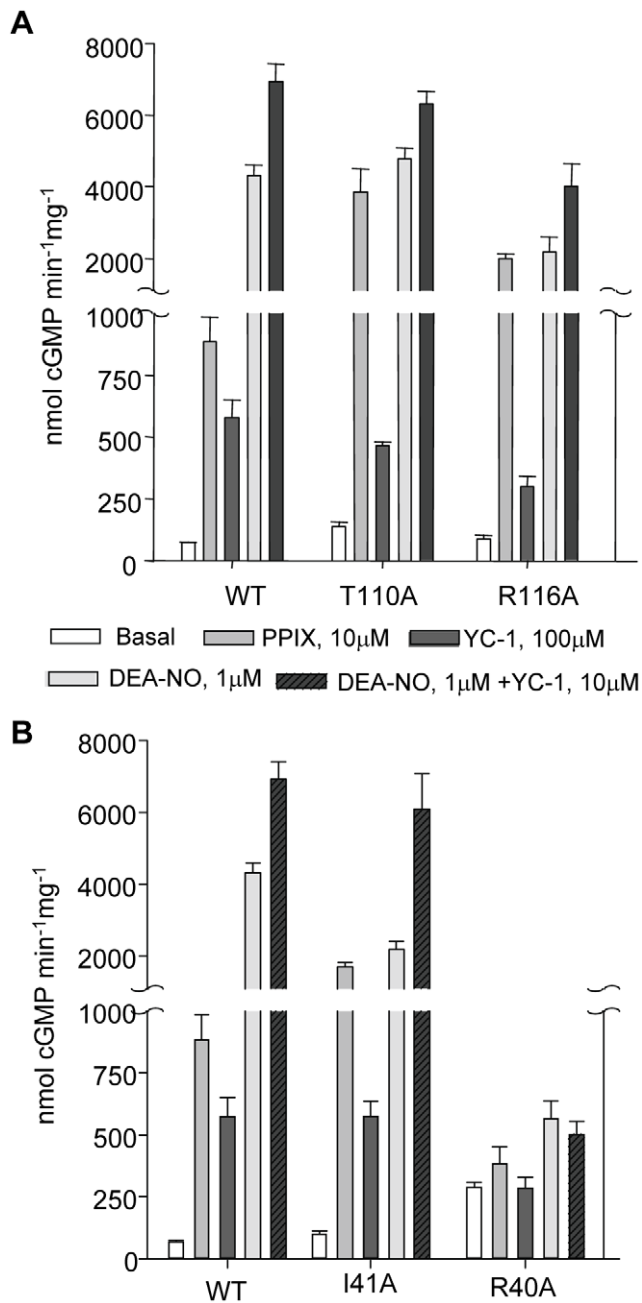 A
nmol cGMP min-1mg-1
8000
6000
4000
2000
1000
750
500
250
0
WT T110A R116A
Basal PPIX, 10µM YC-1, 100µM
DEA-NO, 1µM DEA-NO, 1µM +YC-1, 10µM
B
nmol cGMP min-1mg-1
8000
6000
4000
2000
1000
750
500
250
0
WT I41A R40A